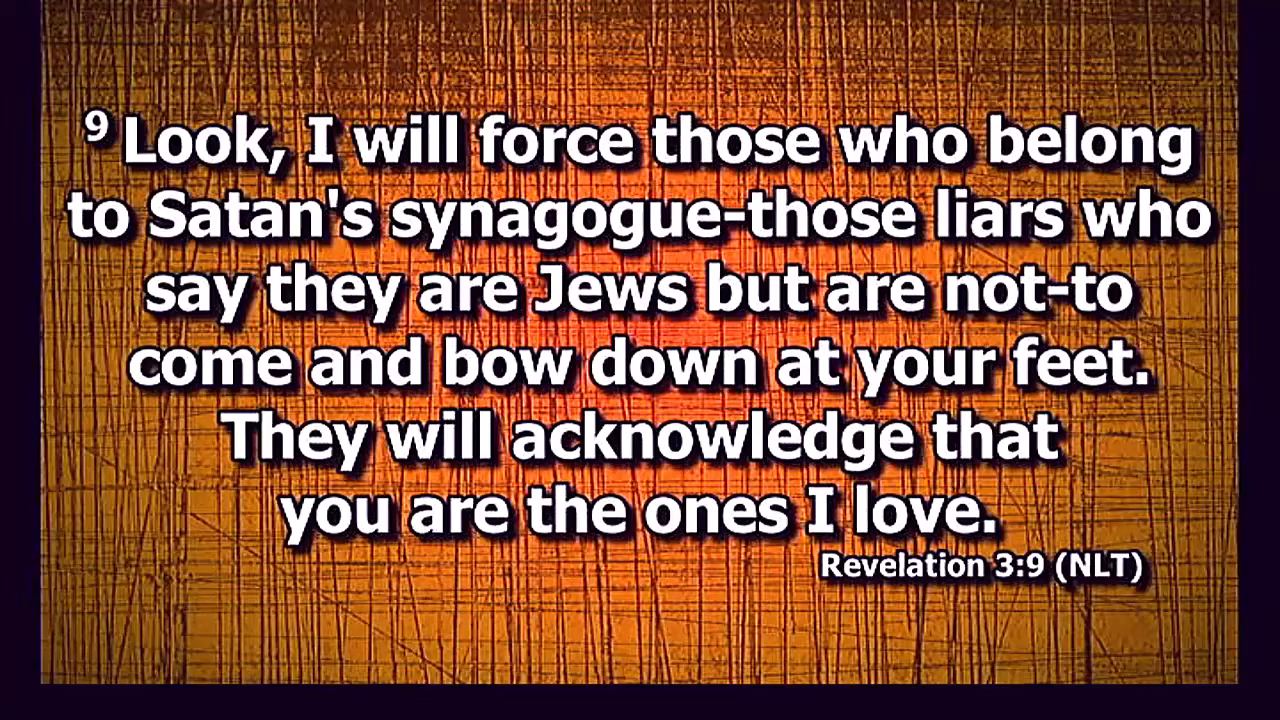 9 Look, I will force those who belong
to Satan's synagogue-those liars who
say they are Jews but are not-to
come and bow down at your feet.
They will acknowledge that
you are the ones I love.
Revelation 3:9 (NLT)